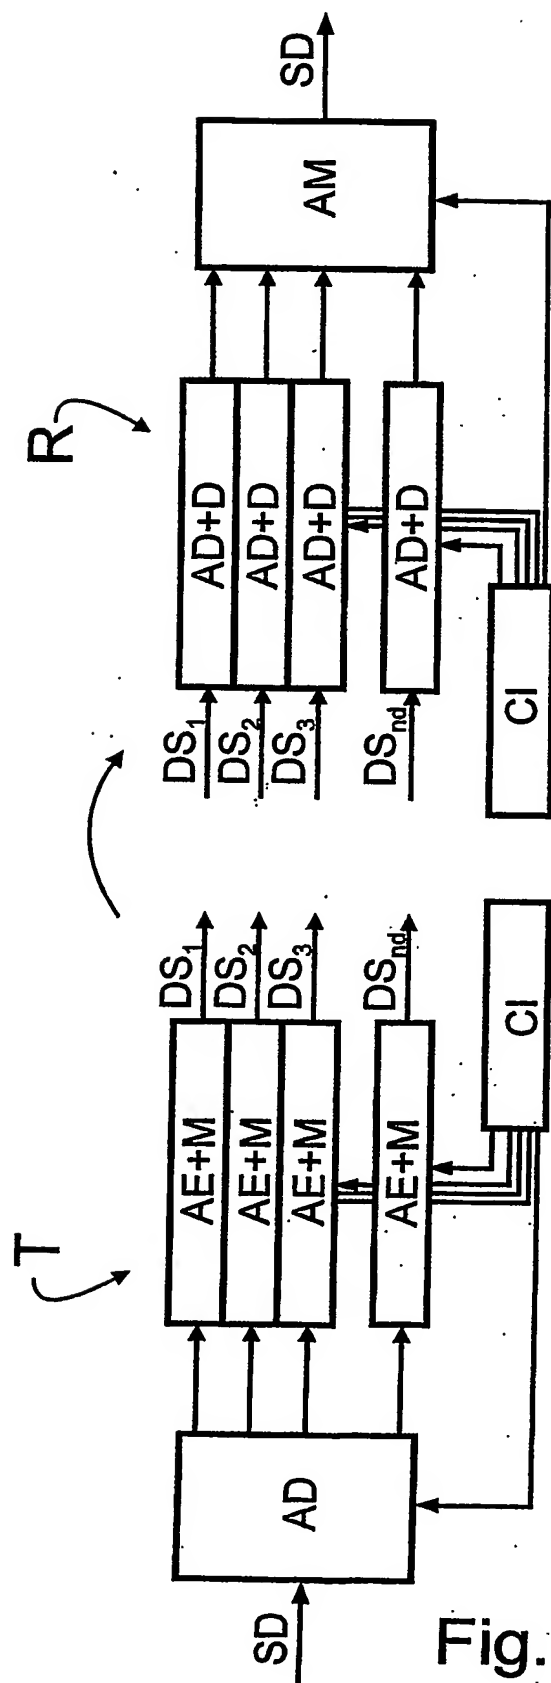 T
R
SD
AD
AE+M
AE+M
AE+M
AE+M
DS1
DS2
DS3
DSnd
CI
DS1
DS2
DS3
DSnd
AD+D
AD+D
AD+D
AD+D
CI
AM
SD
Fig.